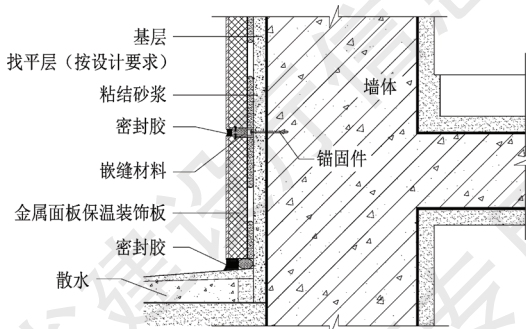 基层
找平层（按设计要求）
粘结砂浆
密封胶
嵌缝材料
金属面板保温装饰板
密封胶
散水
墙体
锚固件